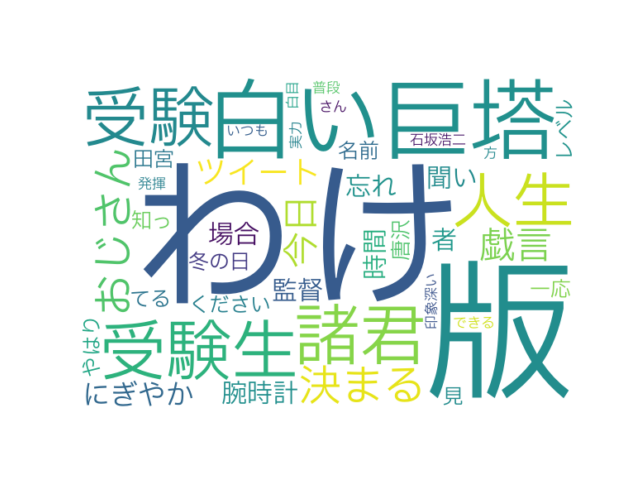 受験
白い巨塔
白目
普段
さん
いつも
実力
石坂浩二
方
レベル
田宮
発揮
ツイート
名前
おじさん
わけ
忘れ
聞い
人生
知っ
場合
今日
時間
唐沢
者
戯言
冬の日
てる
ください
監督
印象深い
一応
版
やはり
受験生
諸君
できる
にぎやか
腕時計
決まる
見